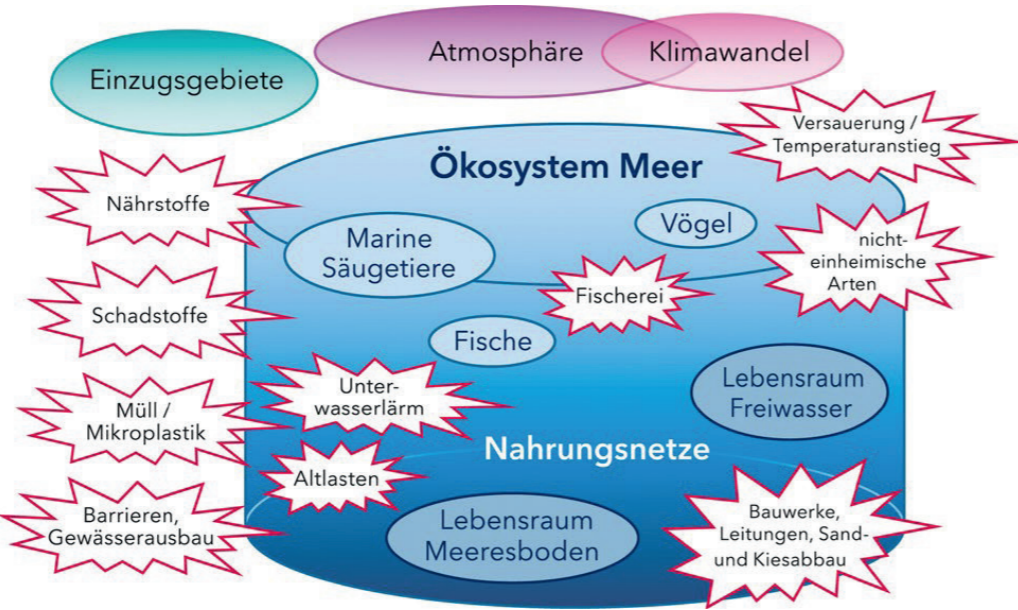 Einzugsgebiete
Atmosphäre
Klimawandel
Versauerung /
Temperaturanstieg
Ökosystem Meer
Nährstoffe
Marine
Säugetiere
Vögel
nicht-
einheimische
Arten
Fischerei
Schadstoffe
Fische
Unter-
wasserlärm
Lebensraum
Freiwasser
Müll /
Mikroplastik
Nahrungsnetze
Altlasten
Barrieren,
Gewässerausbau
Lebensraum
Meeresboden
Bauwerke,
Leitungen, Sand-
und Kiesabbau